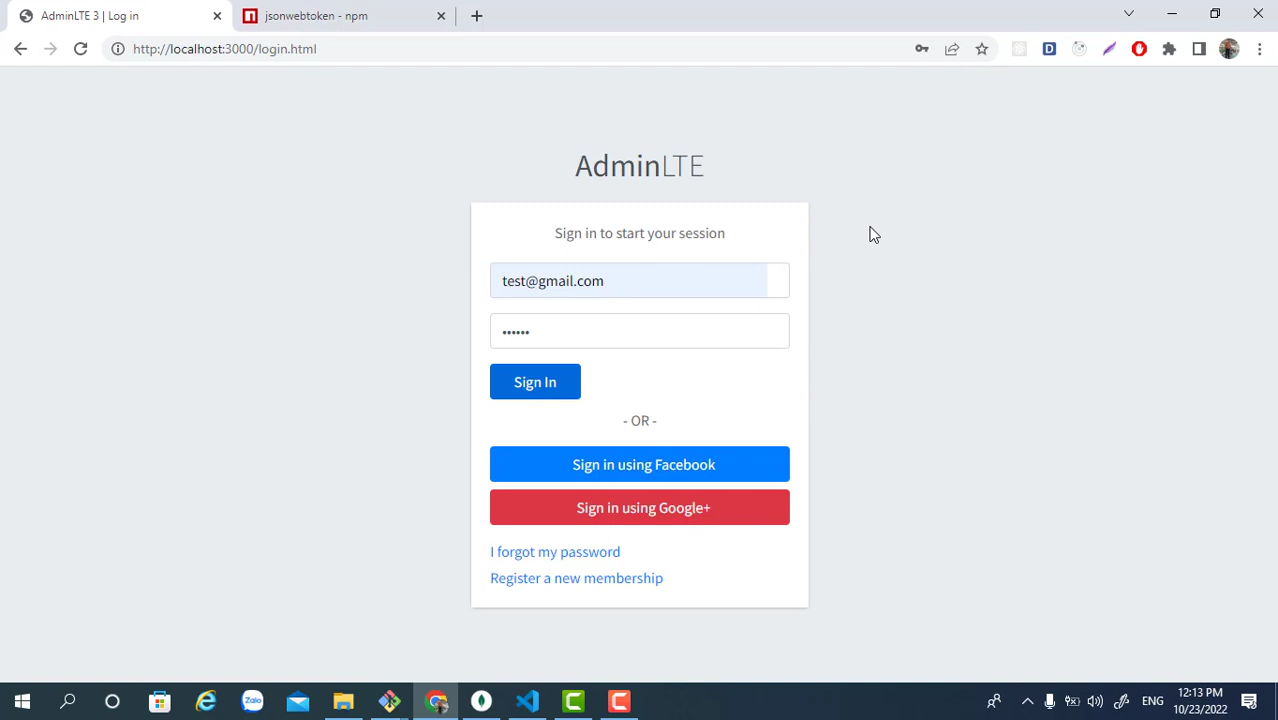 AdminLTE 3 | Log in
jsonwebtoken - npm
http://localhost:3000/login.html
AdminLTE
Sign in to start your session
test@gmail.com
••••••
Sign In
- OR -
Sign in using Facebook
Sign in using Google+
I forgot my password
Register a new membership
Zalo
ENG
12:13 PM
10/23/2022